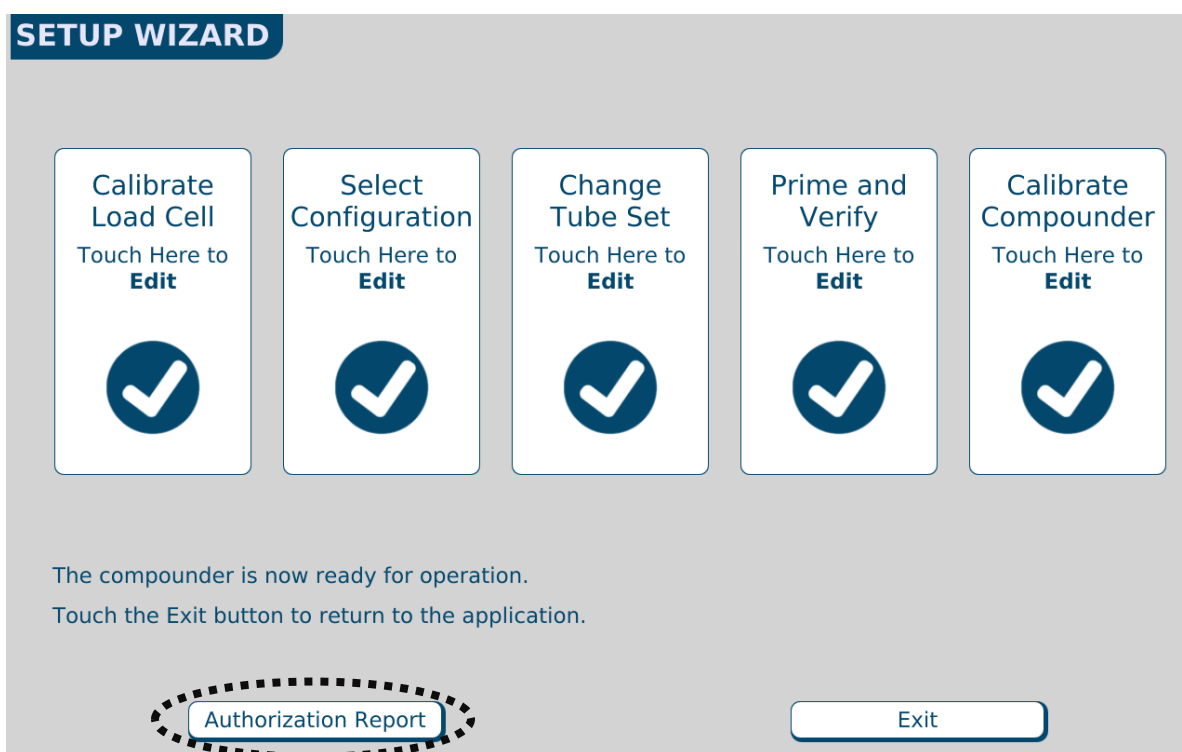 SETUP WIZARD
Calibrate
Load Cell
Touch Here to
Edit
Select
Configuration
Touch Here to
Edit
Change
Tube Set
Touch Here to
Edit
Prime and
Verify
Touch Here to
Edit
Calibrate
Compounder
Touch Here to
Edit
The compounder is now ready for operation.
Touch the Exit button to return to the application.
Authorization Report
Exit